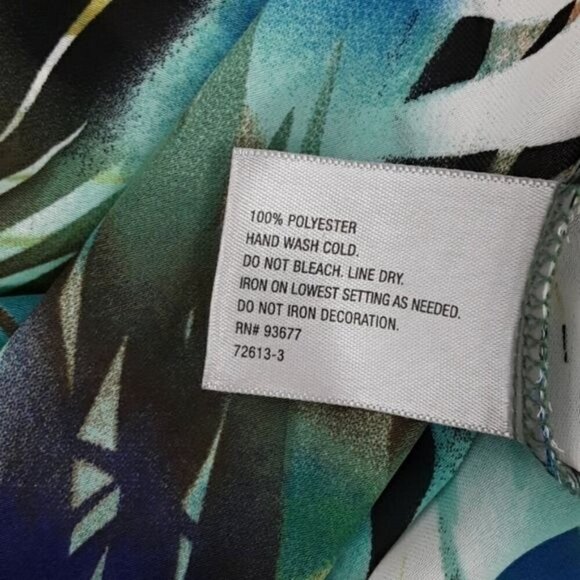 100% POLYESTER
HAND WASH COLD.
DO NOT BLEACH. LINE DRY.
IRON ON LOWEST SETTING AS NEEDED.
DO NOT IRON DECORATION.
RN# 93677
72613-3